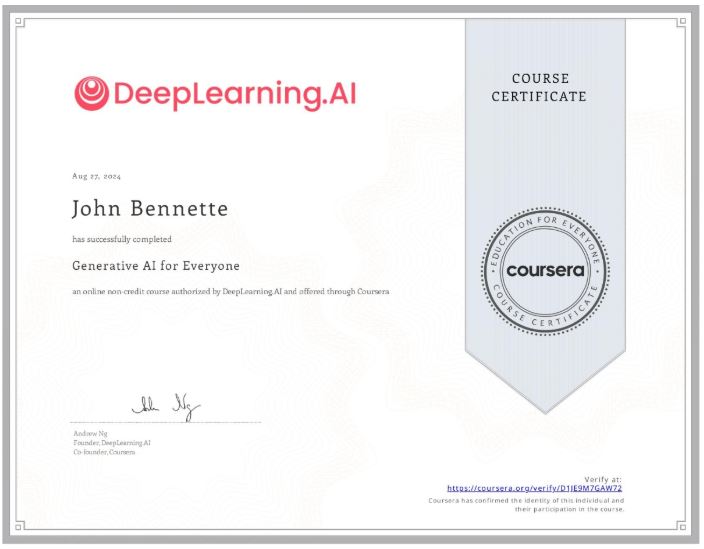 DeepLearning.AI
COURSE
CERTIFICATE
Aug 27, 2024
John Bennette
has successfully completed
Generative AI for Everyone
an online non-credit course authorized by DeepLearning.AI and offered through Coursera
EDUCATION FOR EVERYONE
coursera
COURSE CERTIFICATE
Andrew Ng
Founder, DeepLearning.AI
Co-founder, Coursera
Verify at:
https://coursera.org/verify/D1JE9M7GAW72
Coursera has confirmed the identity of this individual and
their participation in the course.